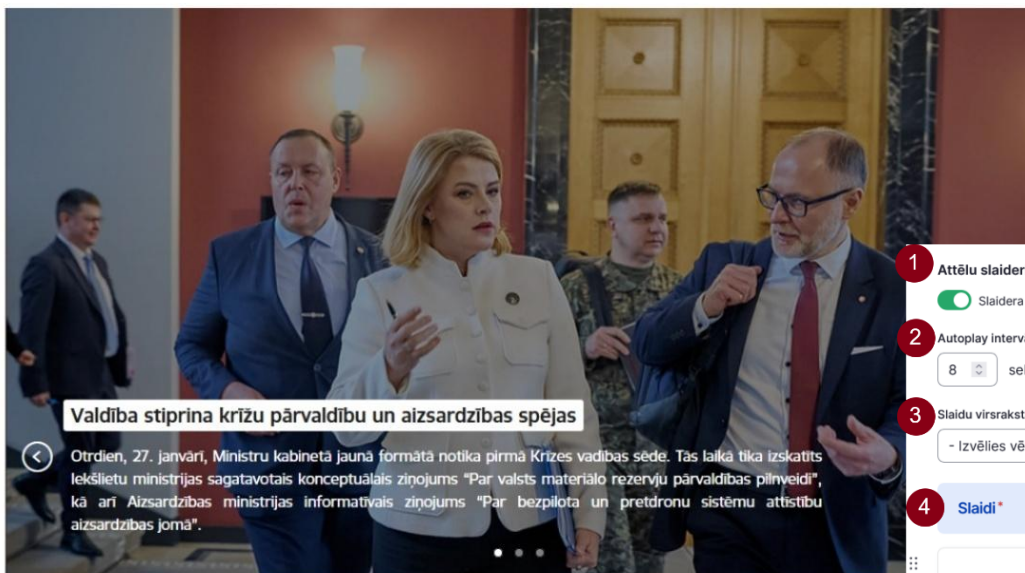 Valdība stiprina krīžu pārvaldību un aizsardzības spējas
Otrdien, 27. janvārī, Ministru kabinetā jaunā formātā notika pirmā Krīzes vadības sēde. Tās laikā tika izskatīts
Iekšlietu ministrijas sagatavotais konceptuālais ziņojums “Par valsts materiālo rezervju pārvaldības pilnveidi”,
kā arī Aizsardzības ministrijas informatīvais ziņojums “Par bezpilota un pretdronu sistēmu attīstību
aizsardzības jomā”.
1 Attēlu slaider
Slaidera
2 Autoplay interv
8
3 Slaidu virsrakst
- Izvēlies vē
4 Slaidi*